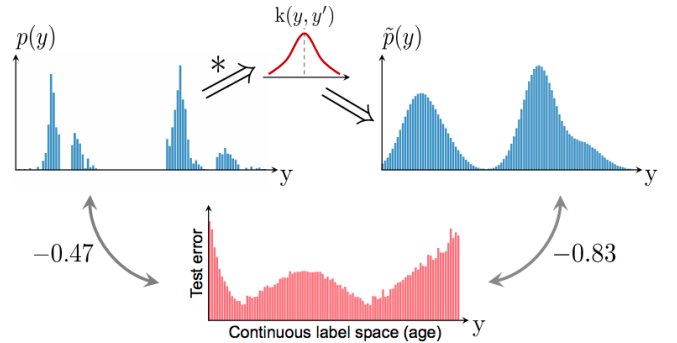 k(y, y′)
p(y)
*
p̃(y)
y
y
−0.47
−0.83
Test error
y
Continuous label space (age)